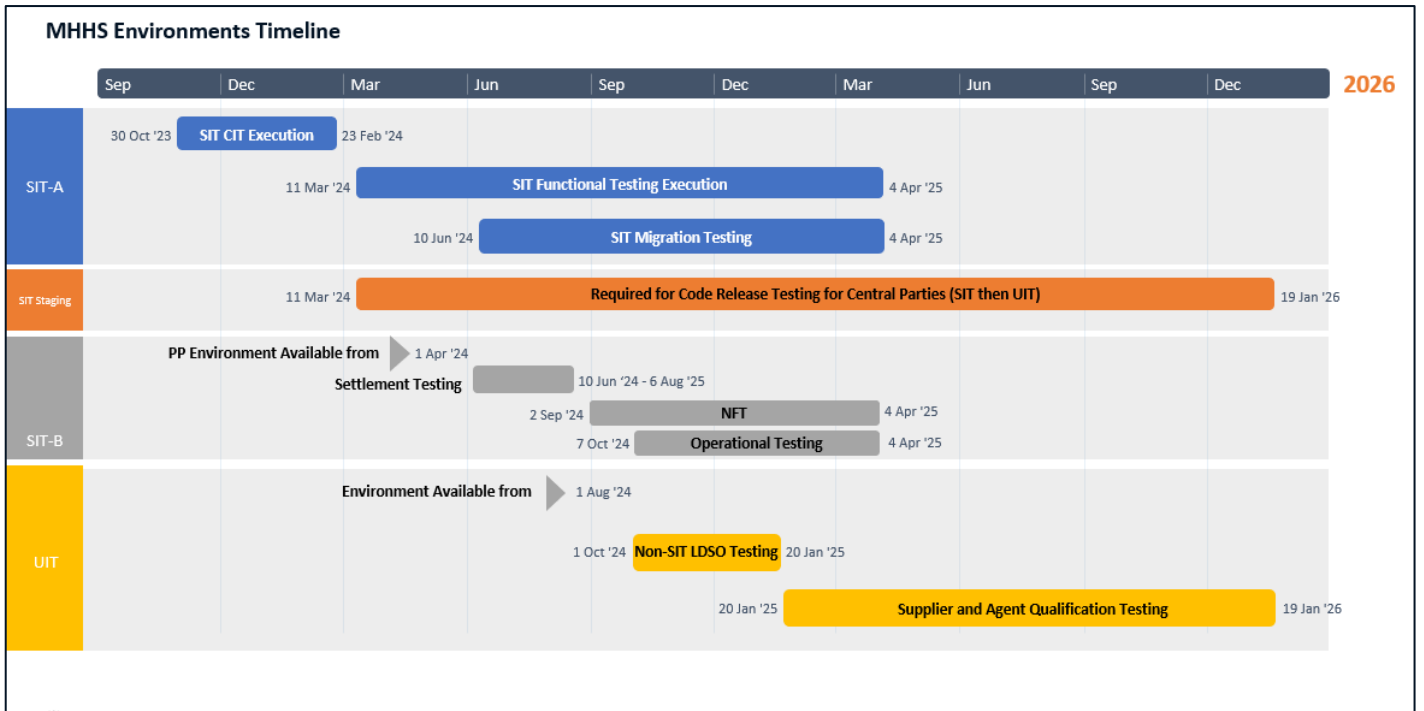 MHHS Environments Timeline
Sep Dec Mar Jun Sep Dec Mar Jun Sep Dec 2026
SIT-A
30 Oct '23 SIT CIT Execution 23 Feb '24
11 Mar '24 SIT Functional Testing Execution 4 Apr '25
10 Jun '24 SIT Migration Testing 4 Apr '25
SIT Staging
11 Mar '24 Required for Code Release Testing for Central Parties (SIT then UIT) 19 Jan '26
SIT-B
PP Environment Available from 1 Apr '24
Settlement Testing 10 Jun ‘24 - 6 Aug '25
2 Sep '24 NFT 4 Apr '25
7 Oct '24 Operational Testing 4 Apr '25
UIT
Environment Available from 1 Aug '24
1 Oct '24 Non-SIT LDSO Testing 20 Jan '25
20 Jan '25 Supplier and Agent Qualification Testing 19 Jan '26